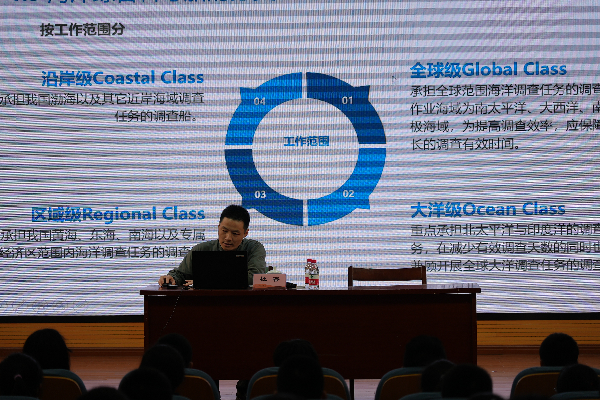 按工作范围分
沿岸级Coastal Class
承担我国渤海以及其它近岸海域调查
任务的调查船。
全球级Global Class
承担全球范围海洋调查任务的调查
作业海域为南太平洋、大西洋、南
极海域，为提高调查效率，应保障
长的调查有效时间。
04
01
工作范围
03
02
区域级Regional Class
承担我国黄海、东海、南海以及专属
经济区范围内海洋调查任务的调查
大洋级Ocean Class
重点承担北太平洋与印度洋的调查
务，在减少有效调查天数的同时也
开展全球大洋调查任务的调查